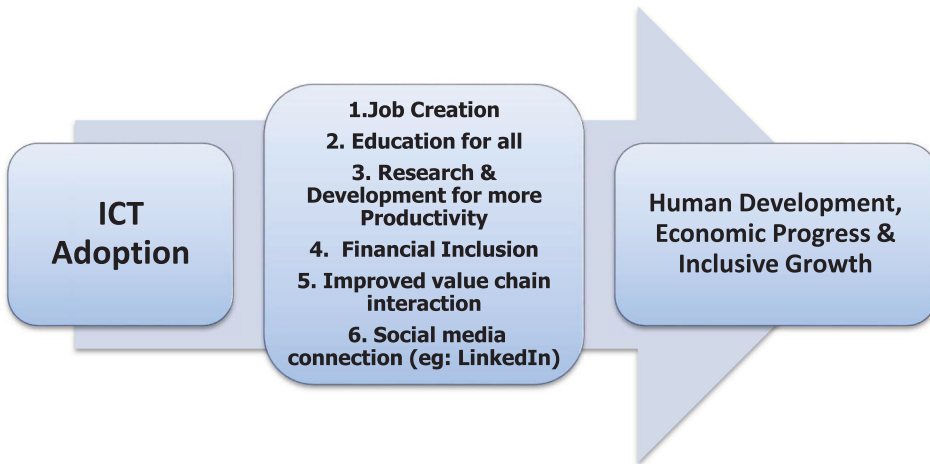 ICT
Adoption
1.Job Creation
2. Education for all
3. Research &
Development for more
Productivity
4. Financial Inclusion
5. Improved value chain
interaction
6. Social media
connection (eg: LinkedIn)
Human Development,
Economic Progress &
Inclusive Growth